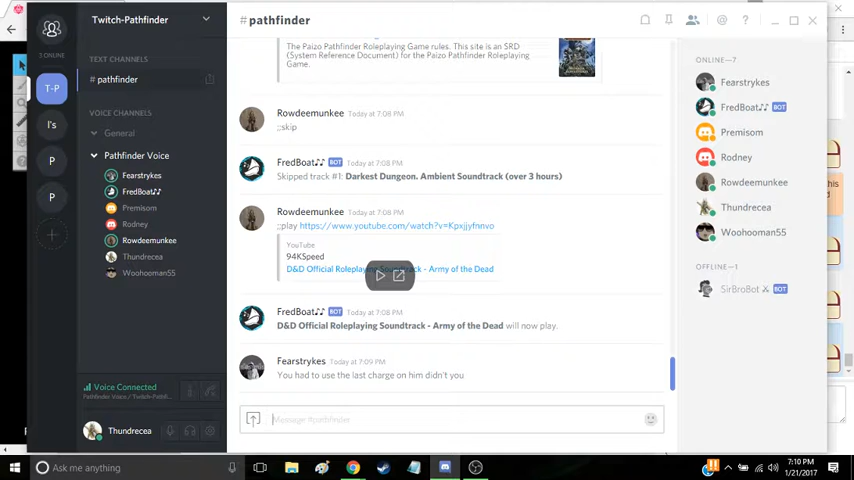 Twitch-Pathfinder
#pathfinder
3 ONLINE
TEXT CHANNELS
ONLINE—7
The Paizo Pathfinder Roleplaying Game rules. This site is an SRD
(System Reference Document) for the Paizo Pathfinder Roleplaying
Game.
# pathfinder
Fearstrykes
T-P
FredBoat♪♪ BOT
VOICE CHANNELS
Rowdeemunkee Today at 7:08 PM
;;skip
I's
General
Premisom
Pathfinder Voice
Rodney
P
FredBoat♪♪ BOT Today at 7:08 PM
Skipped track #1: Darkest Dungeon. Ambient Soundtrack (over 3 hours)
Fearstrykes
Rowdeemunkee
FredBoat♪♪
P
Premisom
Thundrecea
Rowdeemunkee Today at 7:08 PM
;;play https://www.youtube.com/watch?v=Kpxjjyfnnvo
Rodney
Woohooman55
Rowdeemunkee
YouTube
94KSpeed
D&D Official Roleplaying Soundtrack - Army of the Dead
Thundrecea
OFFLINE—1
Woohooman55
SirBroBot BOT
FredBoat♪♪ BOT Today at 7:08 PM
D&D Official Roleplaying Soundtrack - Army of the Dead will now play.
Fearstrykes Today at 7:09 PM
You had to use the last charge on him didn't you
Voice Connected
Pathfinder Voice / Twitch-Pathfi...
Message #pathfinder
Thundrecea
Ask me anything
7:10 PM
1/21/2017